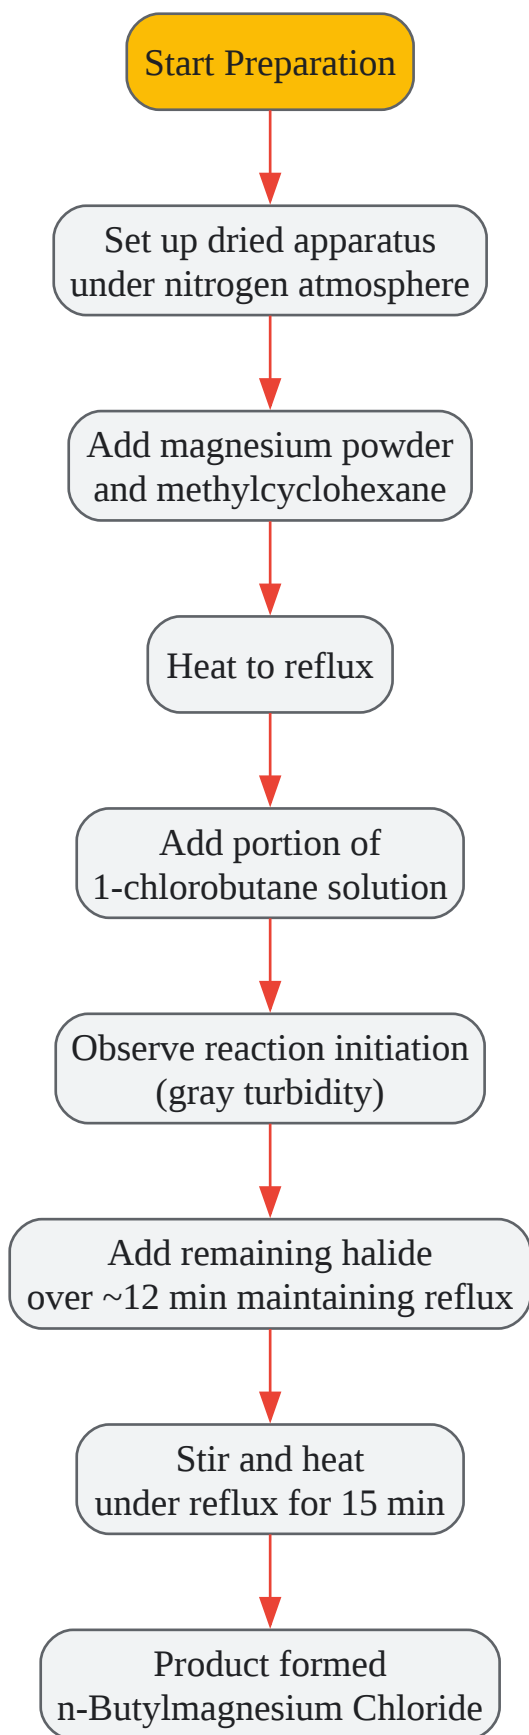 Start Preparation
Set up dried apparatus
under nitrogen atmosphere
Add magnesium powder
and methylcyclohexane
Heat to reflux
Add portion of
1-chlorobutane solution
Observe reaction initiation
(gray turbidity)
Add remaining halide
over ~12 min maintaining reflux
Stir and heat
under reflux for 15 min
Product formed
n-Butylmagnesium Chloride